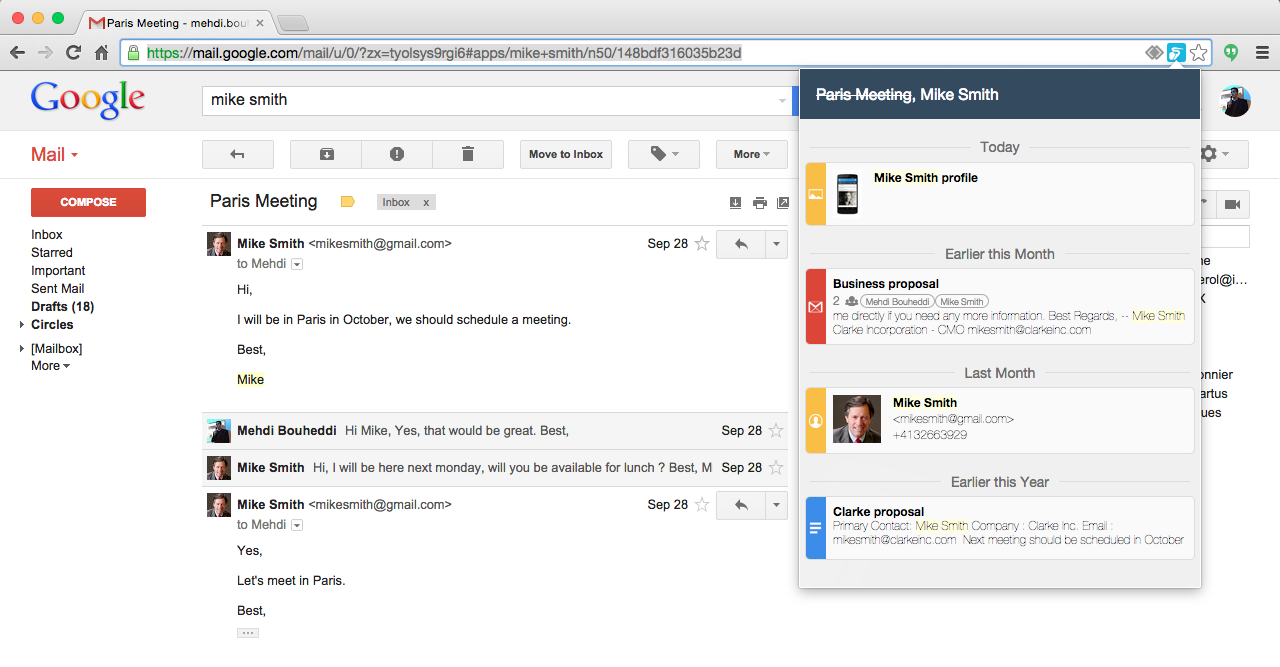 Paris Meeting - mehdi.bou
https://mail.google.com/mail/u/0/?zx=tyolsys9rgi6#apps/mike+smith/n50/148bdf316035b23d
Google
mike smith
Mail
Move to Inbox
More
COMPOSE
Inbox
Starred
Important
Sent Mail
Drafts (18)
Circles
[Mailbox]
More
Paris Meeting
Inbox x
Mike Smith <mikesmith@gmail.com>
Sep 28
to Mehdi
Hi,
I will be in Paris in October, we should schedule a meeting.
Best,
Mike
Mehdi Bouheddi Hi Mike, Yes, that would be great. Best,
Sep 28
Mike Smith Hi, I will be here next monday, will you be available for lunch ? Best, M
Sep 28
Mike Smith <mikesmith@gmail.com>
Sep 28
to Mehdi
Yes,
Let's meet in Paris.
Best,
Paris Meeting, Mike Smith
Today
Mike Smith profile
Earlier this Month
Business proposal
2 Mehdi Bouheddi Mike Smith
me directly if you need any more information. Best Regards, -- Mike Smith
Clarke Incorporation - CMO mikesmith@clarkeinc.com
Last Month
Mike Smith
<mikesmith@gmail.com>
+4132663929
Earlier this Year
Clarke proposal
Primary Contact: Mike Smith Company : Clarke Inc. Email :
mikesmith@clarkeinc.com Next meeting should be scheduled in October
ne
erol@i…
onnier
artus
ues